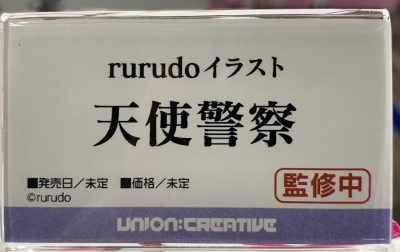 rurudoイラスト
天使警察
■発売日／未定 ■価格／未定
©rurudo
監修中
UNION:CREATIVE